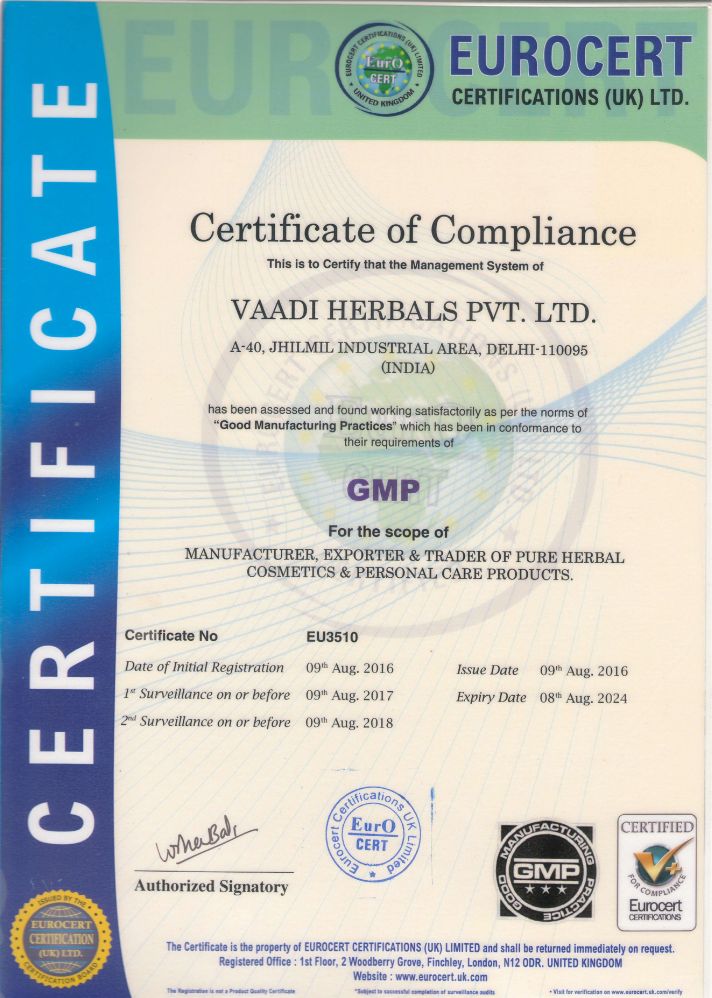 CERTIFICATE
EUROCERT CERTIFICATIONS (UK) LIMITED
EurO
CERT
UNITED KINGDOM
EUROCERT
CERTIFICATIONS (UK) LTD.
Certificate of Compliance
This is to Certify that the Management System of
VAADI HERBALS PVT. LTD.
A-40, JHILMIL INDUSTRIAL AREA, DELHI-110095
(INDIA)
has been assessed and found working satisfactorily as per the norms of
“Good Manufacturing Practices” which has been in conformance to
their requirements of
GMP
For the scope of
MANUFACTURER, EXPORTER & TRADER OF PURE HERBAL
COSMETICS & PERSONAL CARE PRODUCTS.
Certificate No EU3510
Date of Initial Registration 09th Aug. 2016 Issue Date 09th Aug. 2016
1st Surveillance on or before 09th Aug. 2017 Expiry Date 08th Aug. 2024
2nd Surveillance on or before 09th Aug. 2018
Authorized Signatory
Eurocert Certifications UK Limited
EurO
CERT
GOOD MANUFACTURING PRACTICE
GMP
CERTIFIED
FOR COMPLIANCE
Eurocert
CERTIFICATIONS
ISSUED BY THE
EUROCERT
CERTIFICATION
(UK) LTD.
CERTIFICATION BOARD
The Certificate is the property of EUROCERT CERTIFICATIONS (UK) LIMITED and shall be returned immediately on request.
Registered Office : 1st Floor, 2 Woodberry Grove, Finchley, London, N12 ODR. UNITED KINGDOM
Website : www.eurocert.uk.com
The Registration is not a Product Quality Certificate *Subject to successful completion of surveillance audits • Visit for verification on www.eurocert.uk.com/verify